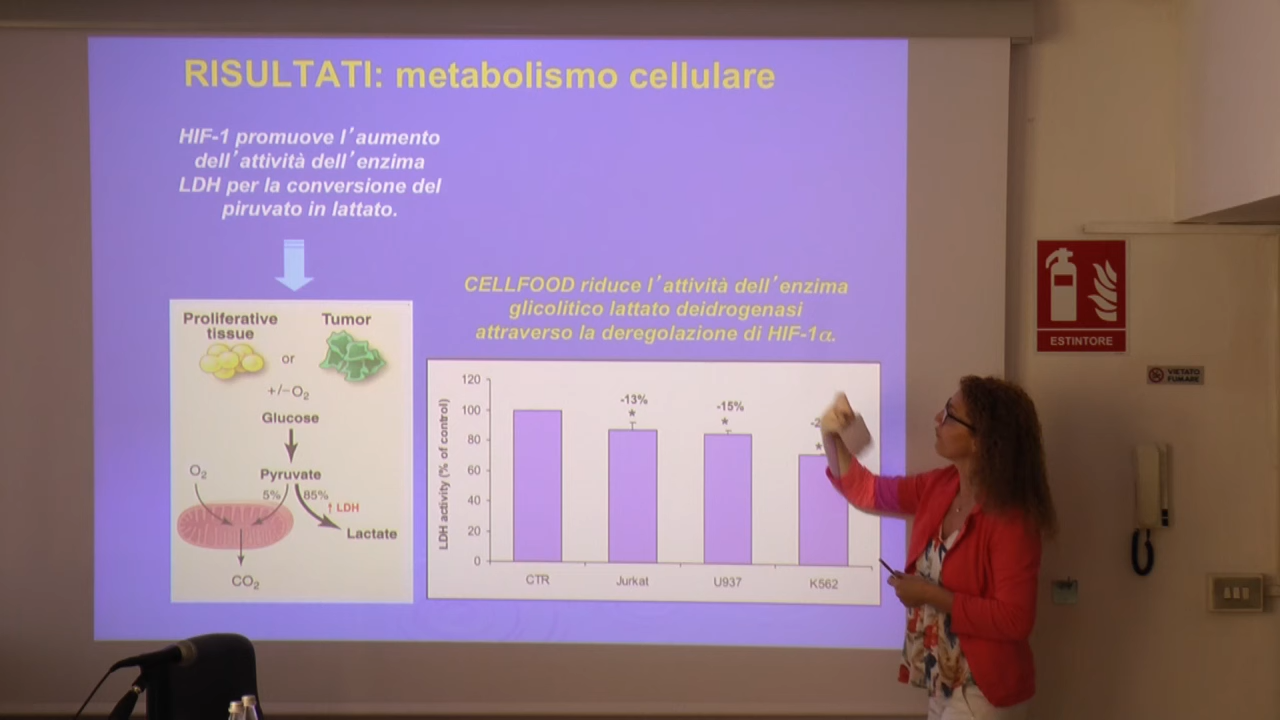 RISULTATI: metabolismo cellulare
HIF-1 promuove l'aumento
dell'attività dell'enzima
LDH per la conversione del
piruvato in lattato.
Proliferative
tissue
Tumor
or
+/−O₂
Glucose
O₂
Pyruvate
5%
85%
↑ LDH
Lactate
CO₂
CELLFOOD riduce l'attività dell'enzima
glicolitico lattato deidrogenasi
attraverso la deregolazione di HIF-1α.
LDH activity (% of control)
120
100
80
60
40
20
0
-13%
*
-15%
*
*
CTR
Jurkat
U937
K562
ESTINTORE
VIETATO
FUMARE